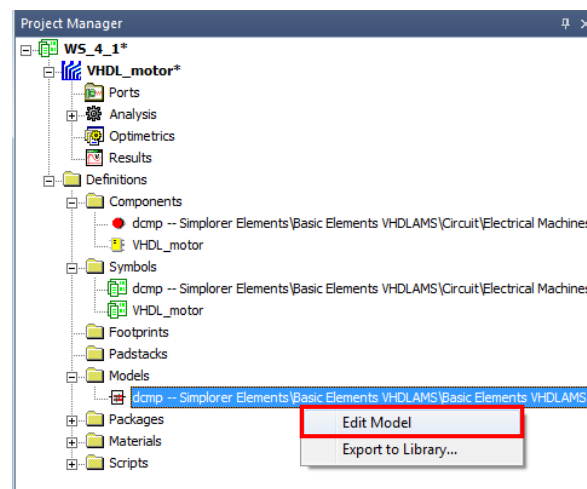 Project Manager
WS_4_1*
VHDL_motor*
Ports
Analysis
Optimetrics
Results
Definitions
Components
dcmp -- Simplorer Elements\Basic Elements VHDLAMS\Circuit\Electrical Machines
VHDL_motor
Symbols
dcmp -- Simplorer Elements\Basic Elements VHDLAMS\Circuit\Electrical Machines
VHDL_motor
Footprints
Padstacks
Models
dcmp -- Simplorer Elements\Basic Elements VHDLAMS\Basic Elements VHDLAMS
Packages
Edit Model
Materials
Export to Library...
Scripts